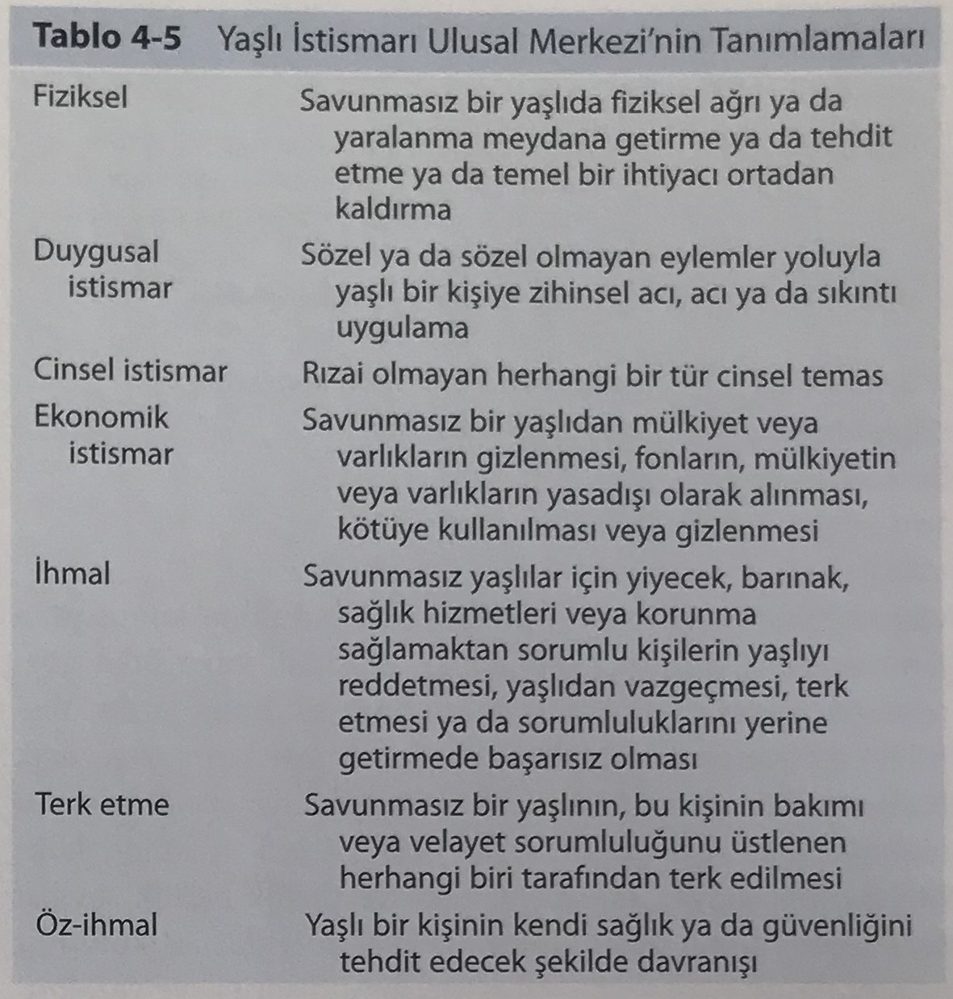 Tablo 4-5 Yaşlı İstismarı Ulusal Merkezi’nin Tanımlamaları
Fiziksel
Savunmasız bir yaşlıda fiziksel ağrı ya da
yaralanma meydana getirme ya da tehdit
etme ya da temel bir ihtiyacı ortadan
kaldırma
Duygusal
istismar
Sözel ya da sözel olmayan eylemler yoluyla
yaşlı bir kişiye zihinsel acı, acı ya da sıkıntı
uygulama
Cinsel istismar
Rızai olmayan herhangi bir tür cinsel temas
Ekonomik
istismar
Savunmasız bir yaşlıdan mülkiyet veya
varlıkların gizlenmesi, fonların, mülkiyetin
veya varlıkların yasadışı olarak alınması,
kötüye kullanılması veya gizlenmesi
İhmal
Savunmasız yaşlılar için yiyecek, barınak,
sağlık hizmetleri veya korunma
sağlamaktan sorumlu kişilerin yaşlıyı
reddetmesi, yaşlıdan vazgeçmesi, terk
etmesi ya da sorumluluklarını yerine
getirmede başarısız olması
Terk etme
Savunmasız bir yaşlının, bu kişinin bakımı
veya velayet sorumluluğunu üstlenen
herhangi biri tarafından terk edilmesi
Öz-ihmal
Yaşlı bir kişinin kendi sağlık ya da güvenliğini
tehdit edecek şekilde davranışı